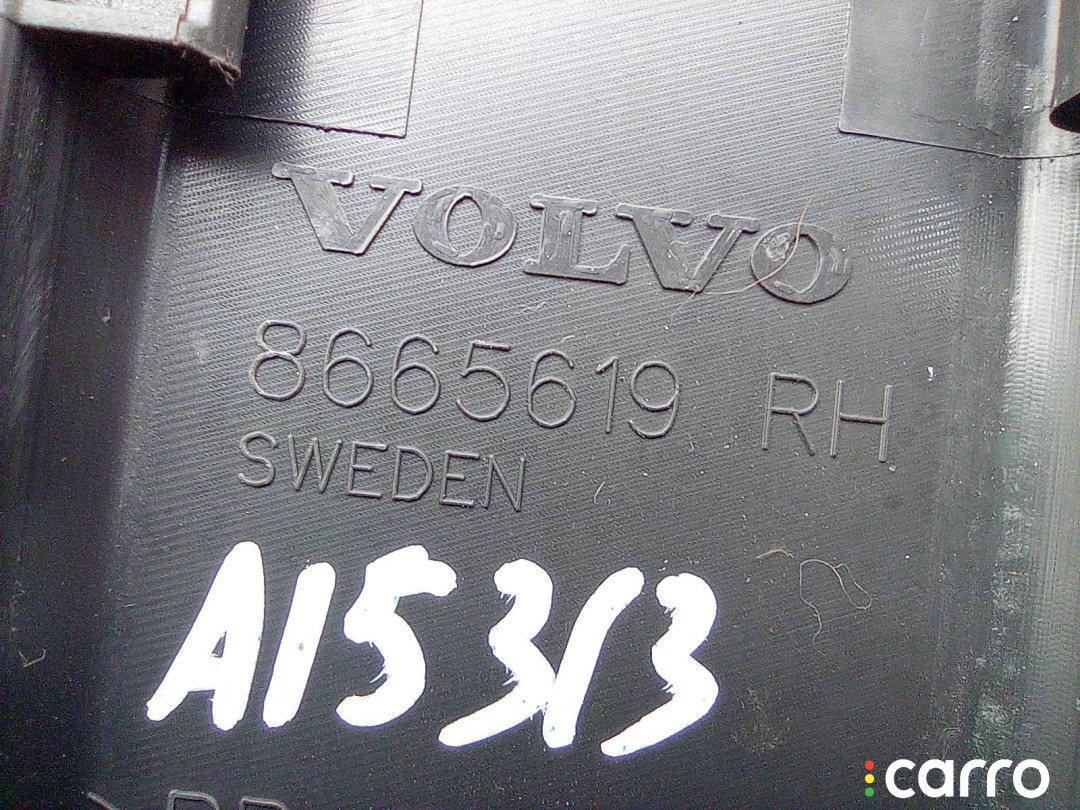 VOLVO
8665619 RH
SWEDEN
A15313
carro